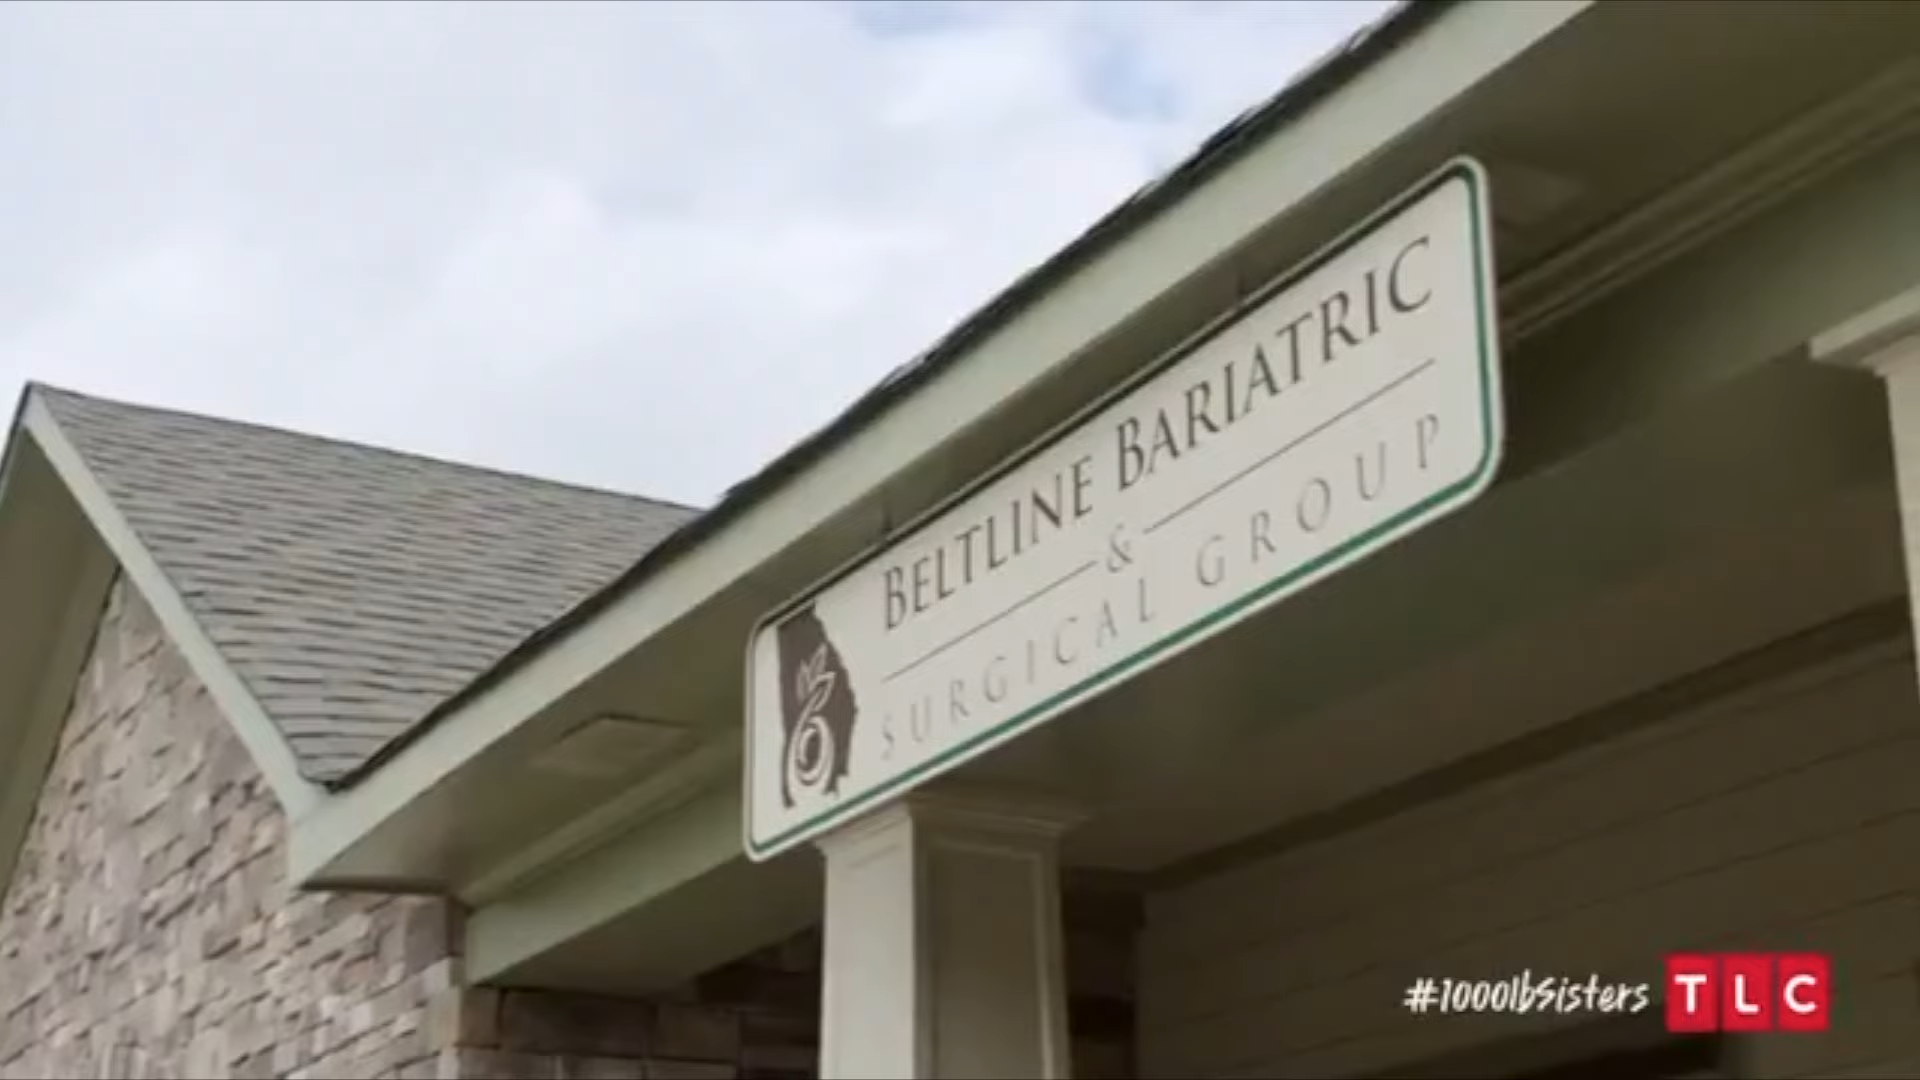 BELTLINE BARIATRIC
&
SURGICAL GROUP
#1000lbSisters TLC